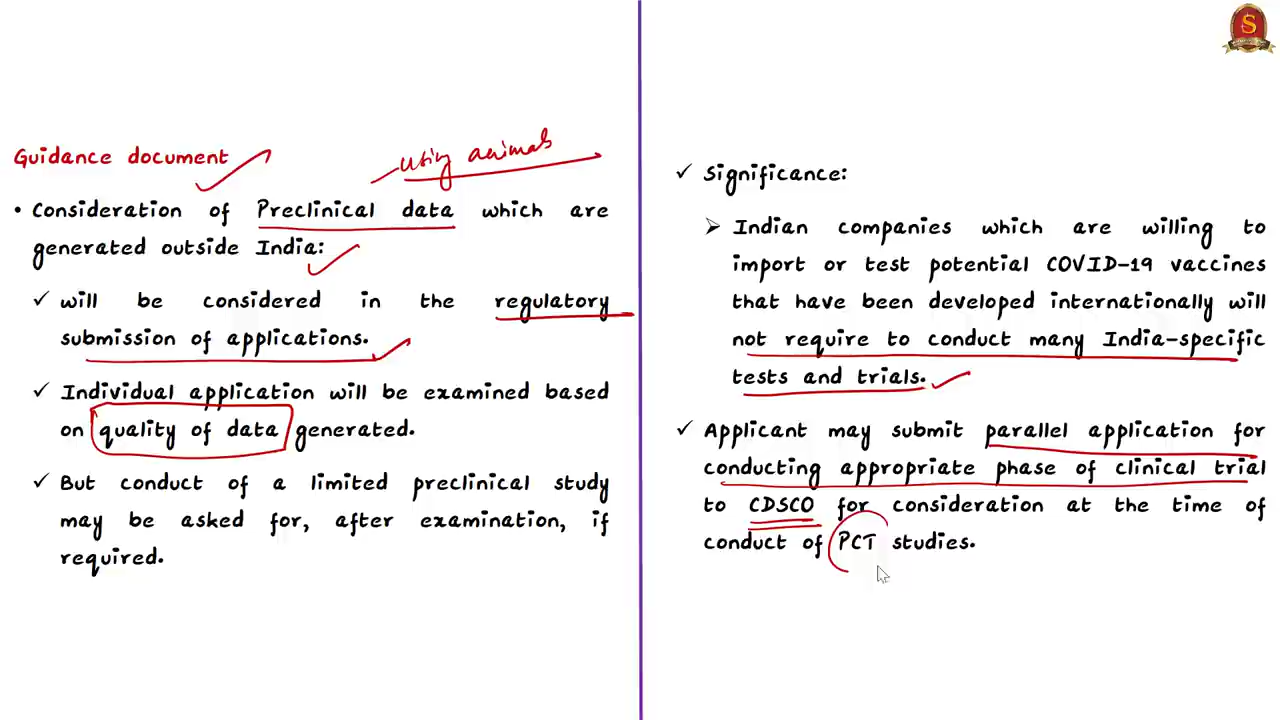 Guidance document
using animals
• Consideration of Preclinical data which are
generated outside India:
✓ will be considered in the regulatory
submission of applications.
✓ Individual application will be examined based
on quality of data generated.
✓ But conduct of a limited preclinical study
may be asked for, after examination, if
required.
✓ Significance:
➢ Indian companies which are willing to
import or test potential COVID-19 vaccines
that have been developed internationally will
not require to conduct many India-specific
tests and trials.
✓ Applicant may submit parallel application for
conducting appropriate phase of clinical trial
to CDSCO for consideration at the time of
conduct of PCT studies.
S